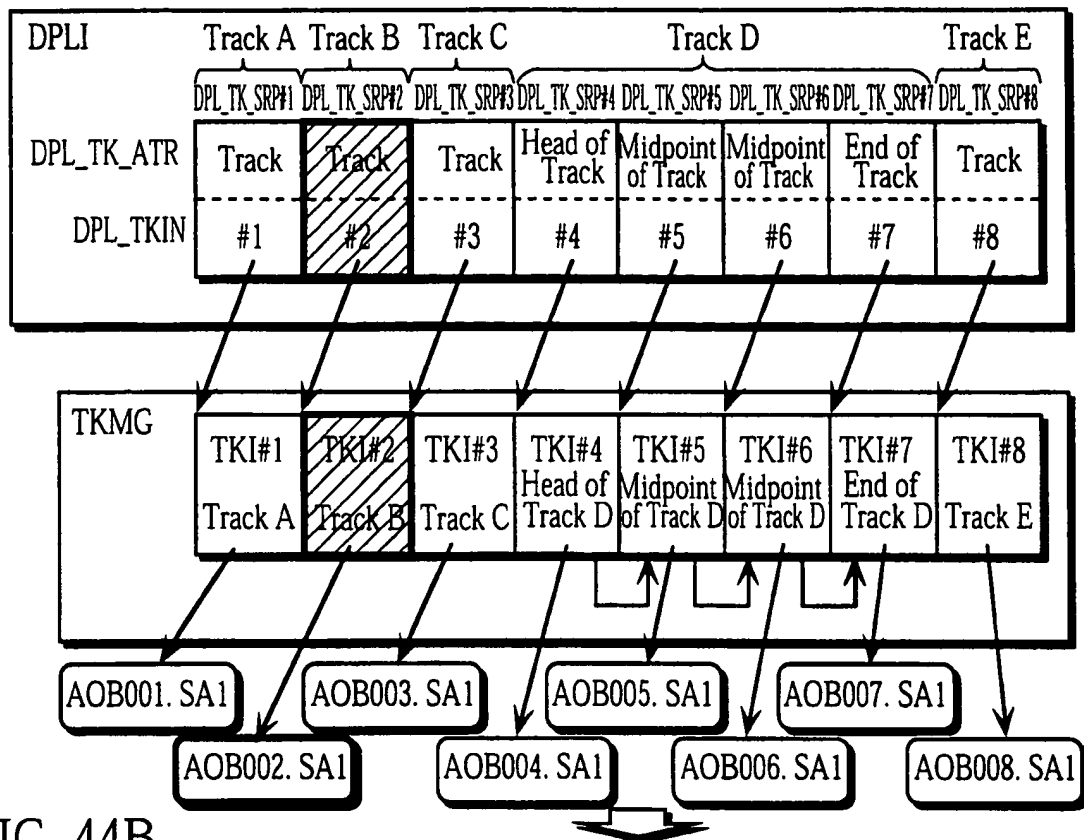 DPLI Track A Track B Track C Track D Track E
DPL_TK_SRP#1 DPL_TK_SRP#2 DPL_TK_SRP#3 DPL_TK_SRP#4 DPL_TK_SRP#5 DPL_TK_SRP#6 DPL_TK_SRP#7 DPL_TK_SRP#8
DPL_TK_ATR Track Track Track Head of Track Midpoint of Track Midpoint of Track End of Track Track
DPL_TKIN #1 #2 #3 #4 #5 #6 #7 #8
TKMG
TKI#1 TKI#2 TKI#3 TKI#4 TKI#5 TKI#6 TKI#7 TKI#8
Track A Track B Track C Head of Track D Midpoint of Track D Midpoint of Track D End of Track D Track E
AOB001. SA1 AOB003. SA1 AOB005. SA1 AOB007. SA1
AOB002. SA1 AOB004. SA1 AOB006. SA1 AOB008. SA1
44B